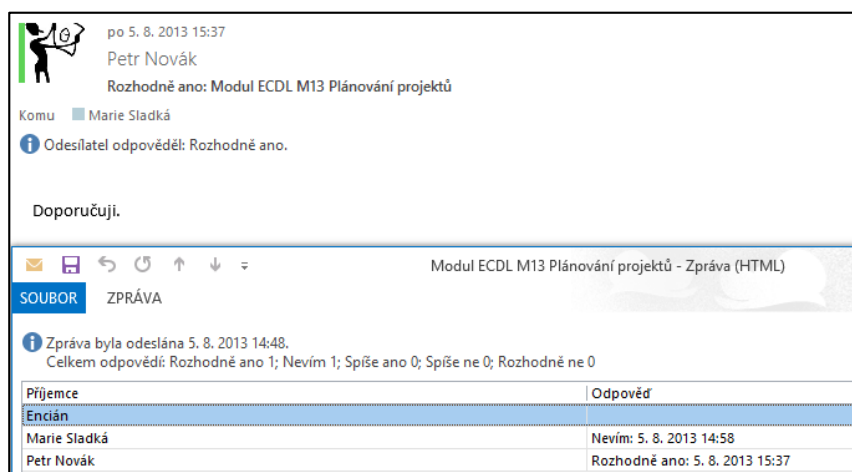 po 5. 8. 2013 15:37
Petr Novák
Rozhodně ano: Modul ECDL M13 Plánování projektů
Komu Marie Sladká
Odesílatel odpověděl: Rozhodně ano.
Doporučuji.
Modul ECDL M13 Plánování projektů - Zpráva (HTML)
SOUBOR ZPRÁVA
Zpráva byla odeslána 5. 8. 2013 14:48.
Celkem odpovědí: Rozhodně ano 1; Nevím 1; Spíše ano 0; Spíše ne 0; Rozhodně ne 0
Příjemce Odpověď
Encián
Marie Sladká Nevím: 5. 8. 2013 14:58
Petr Novák Rozhodně ano: 5. 8. 2013 15:37